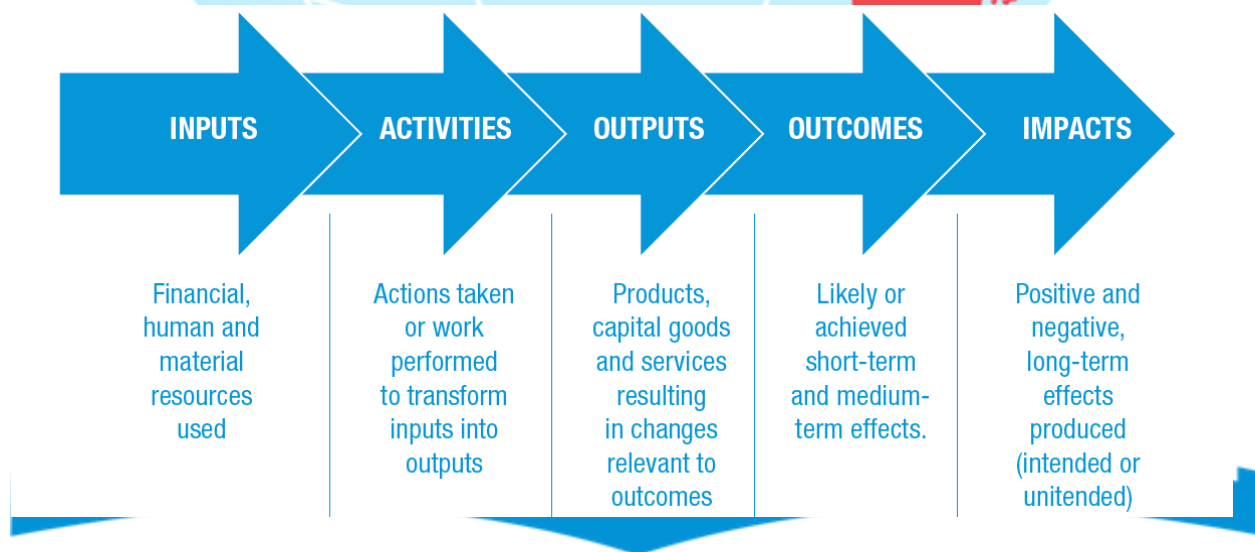 INPUTS
ACTIVITIES
OUTPUTS
OUTCOMES
IMPACTS
Financial,
human and
material
resources
used
Actions taken
or work
performed
to transform
inputs into
outputs
Products,
capital goods
and services
resulting
in changes
relevant to
outcomes
Likely or
achieved
short-term
and medium-
term effects.
Positive and
negative,
long-term
effects
produced
(intended or
unitended)